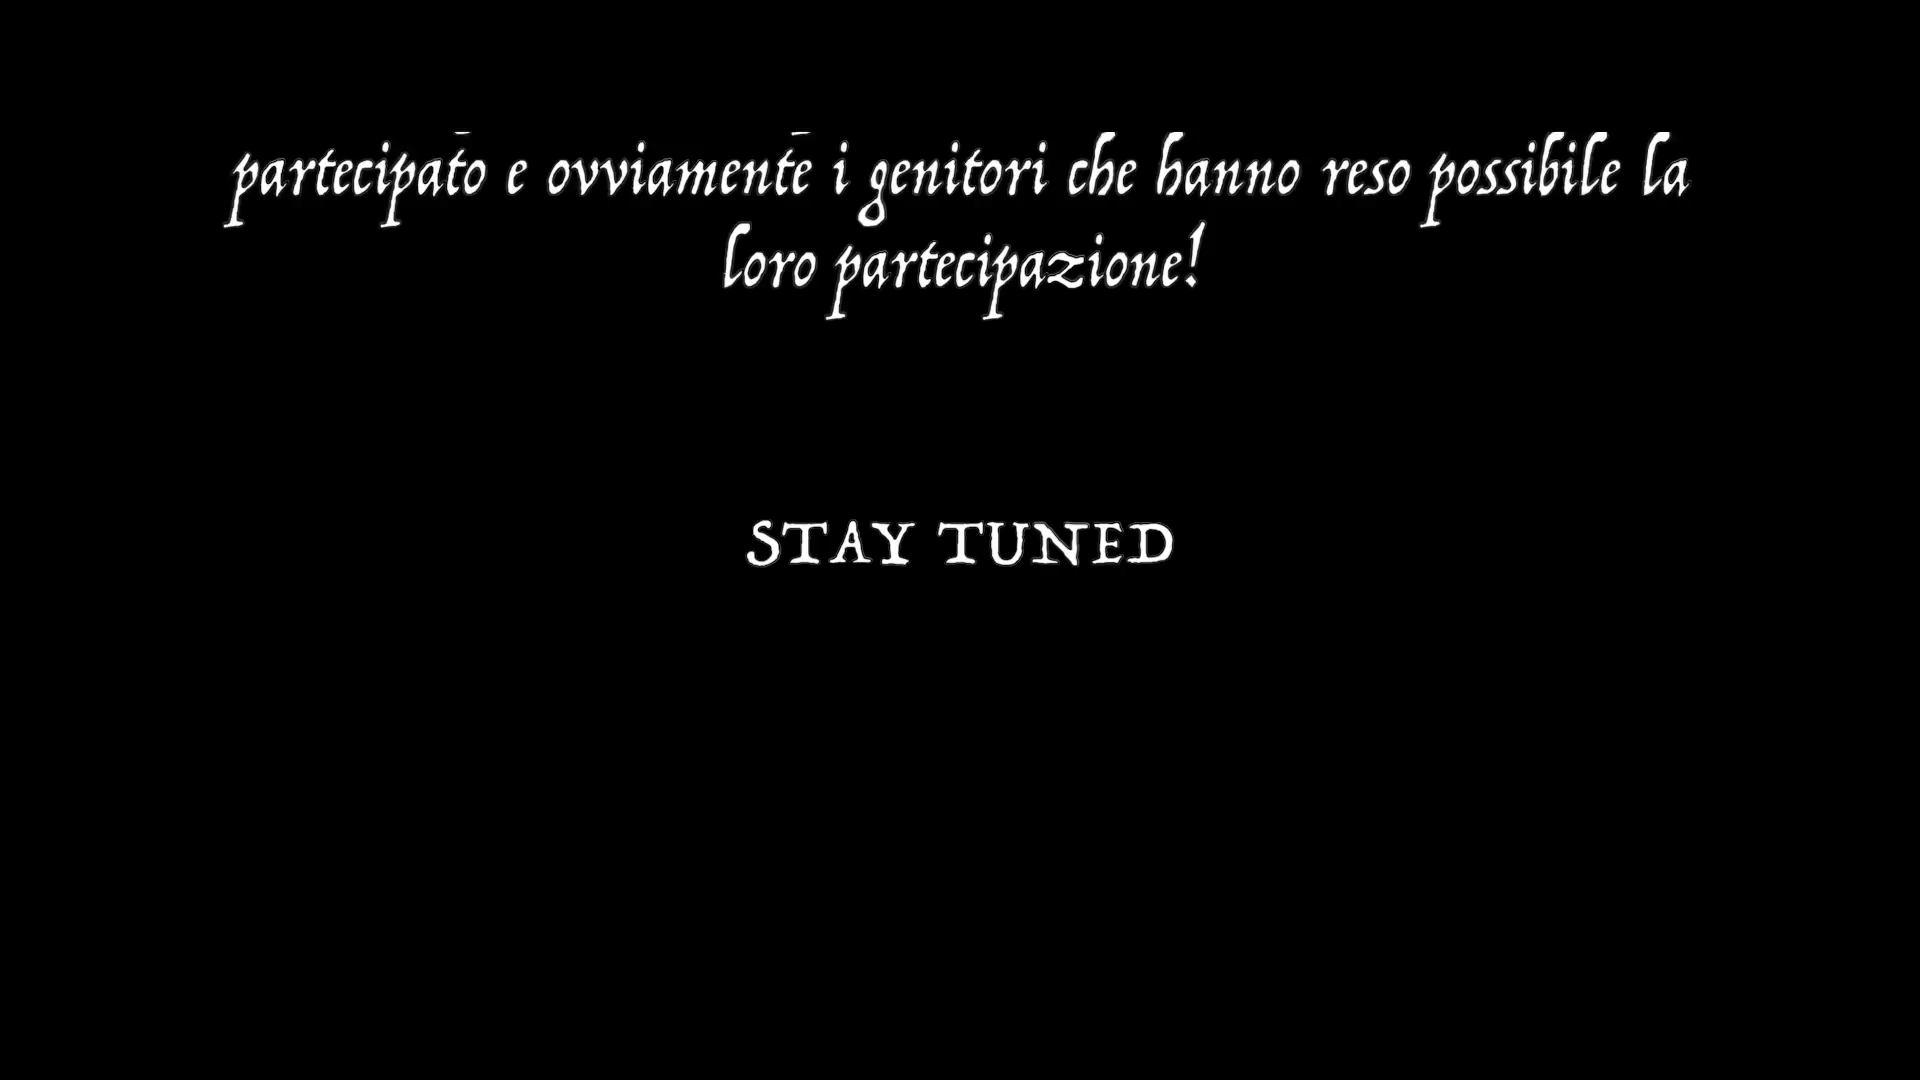 partecipato e ovviamente i genitori che hanno reso possibile la
loro partecipazione!
STAY TUNED